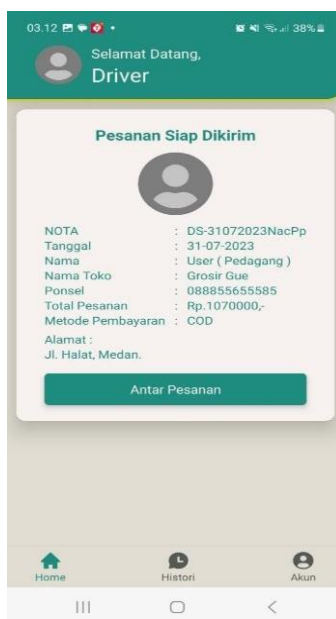 03.12 38%
Selamat Datang,
Driver
Pesanan Siap Dikirim
NOTA : DS-31072023NacPp
Tanggal : 31-07-2023
Nama : User ( Pedagang )
Nama Toko : Grosir Gue
Ponsel : 088855655585
Total Pesanan : Rp.1070000,-
Metode Pembayaran : COD
Alamat :
Jl. Halat, Medan.
Antar Pesanan
Home Histori Akun